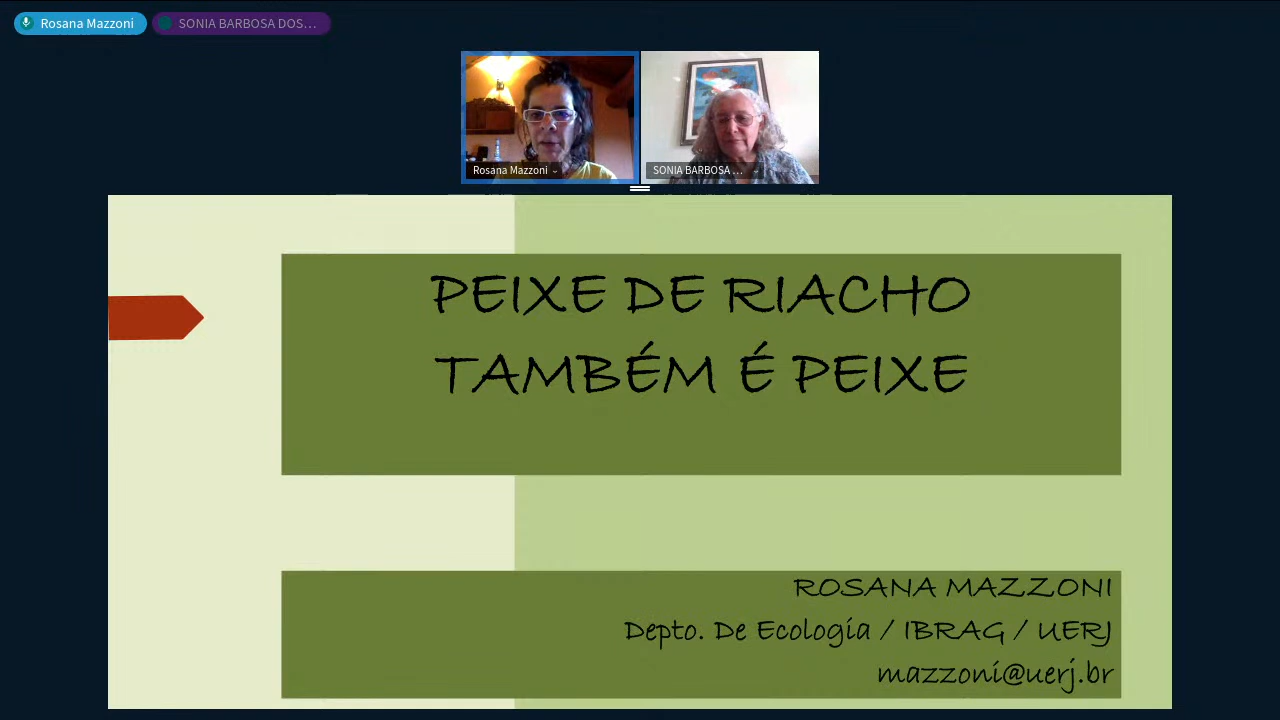 Rosana Mazzoni
SONIA BARBOSA DOS...
Rosana Mazzoni
SONIA BARBOSA ...
PEIXE DE RIACHO
TAMBÉM É PEIXE
ROSANA MAZZONI
Depto. De Ecologia / IBRAG / UERJ
mazzoni@uerj.br